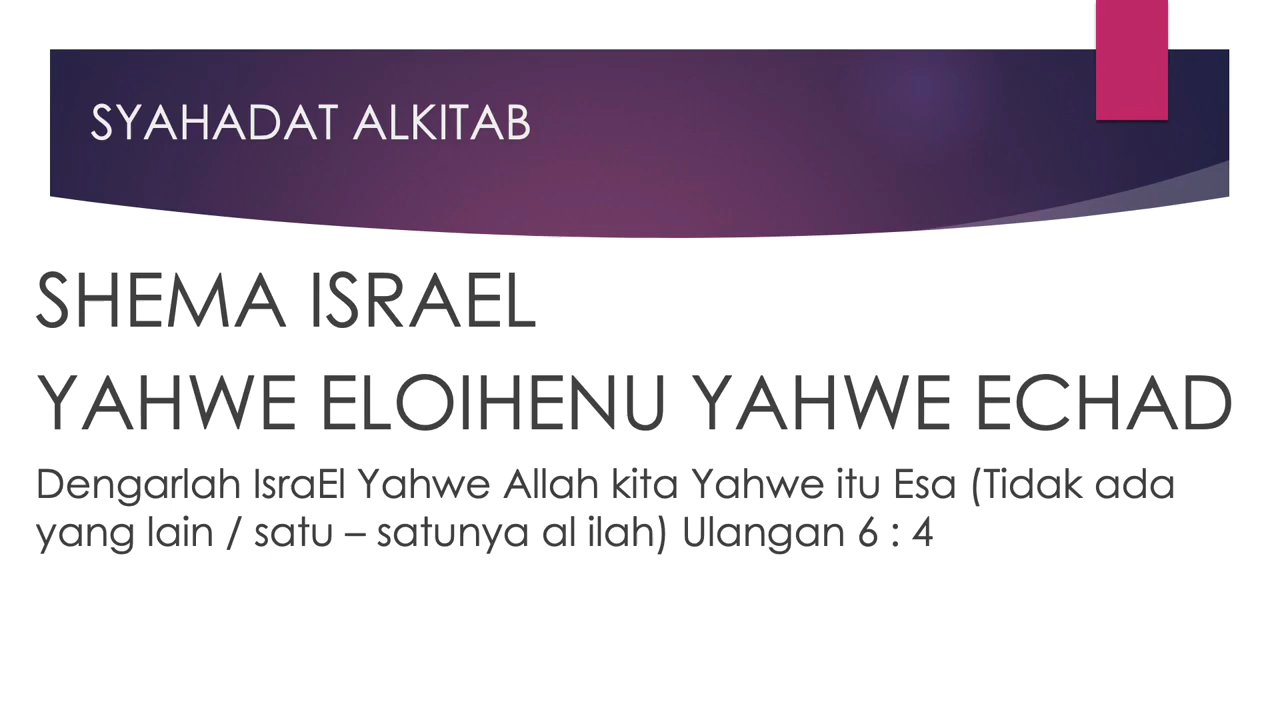 SYAHADAT ALKITAB
SHEMA ISRAEL
YAHWE ELOIHENU YAHWE ECHAD
Dengarlah IsraEl Yahwe Allah kita Yahwe itu Esa (Tidak ada
yang lain / satu – satunya al ilah) Ulangan 6 : 4